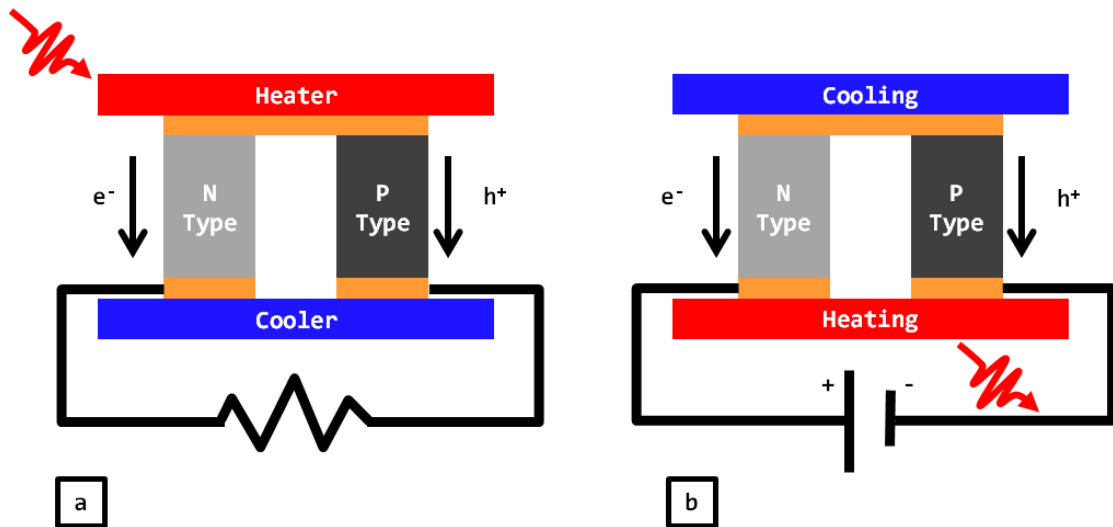 Heater
Cooling
e⁻
N
Type
P
Type
h⁺
e⁻
N
Type
P
Type
h⁺
Cooler
Heating
+
-
a
b